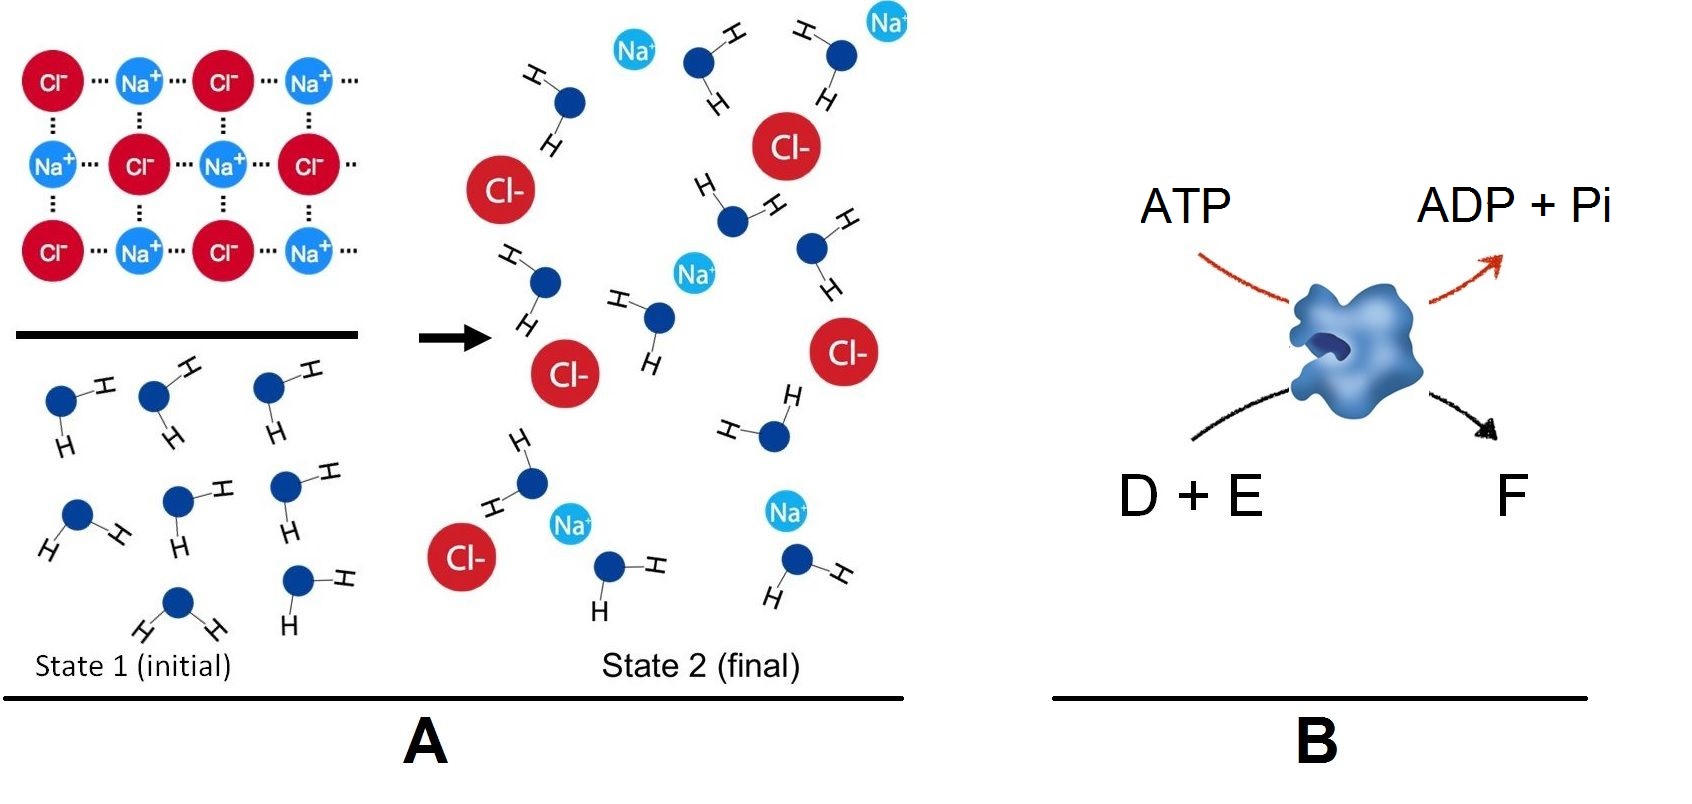 Cl⁻ Na⁺ Cl⁻ Na⁺
Na⁺ Cl⁻ Na⁺ Cl⁻
Cl⁻ Na⁺ Cl⁻ Na⁺
H H H
H H H
H H H
H H H
H H
H H H
State 1 (initial)
Na⁺ H H Na⁺
H H H
H Cl-
Cl- H H H
H Na⁺
H H
H H Cl-
Cl- H H
H
H Na⁺
H Na⁺
Cl- H H
H H
State 2 (final)
A
ATP ADP + Pi
D + E F
B